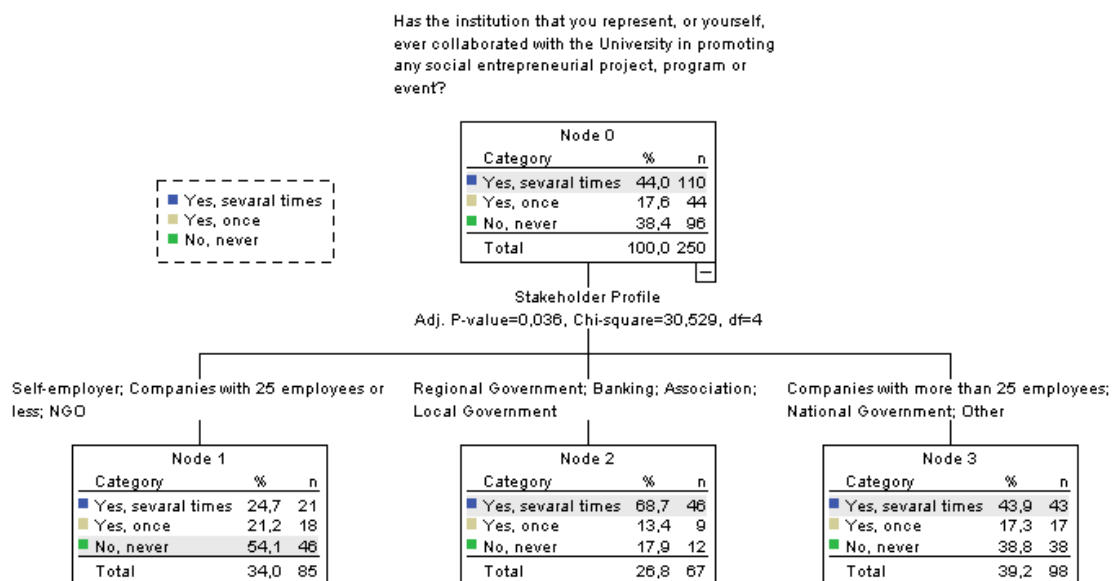 Has the institution that you represent, or yourself,
ever collaborated with the University in promoting
any social entrepreneurial project, program or
event?
Node 0
Category % n
Yes, sevaral times 44,0 110
Yes, once 17,6 44
No, never 38,4 96
Total 100,0 250
Yes, sevaral times
Yes, once
No, never
Stakeholder Profile
Adj. P-value=0,036, Chi-square=30,529, df=4
Self-employer; Companies with 25 employees or
less; NGO
Node 1
Category % n
Yes, sevaral times 24,7 21
Yes, once 21,2 18
No, never 54,1 46
Total 34,0 85
Regional Government; Banking; Association;
Local Government
Node 2
Category % n
Yes, sevaral times 68,7 46
Yes, once 13,4 9
No, never 17,9 12
Total 26,8 67
Companies with more than 25 employees;
National Government; Other
Node 3
Category % n
Yes, sevaral times 43,9 43
Yes, once 17,3 17
No, never 38,8 38
Total 39,2 98